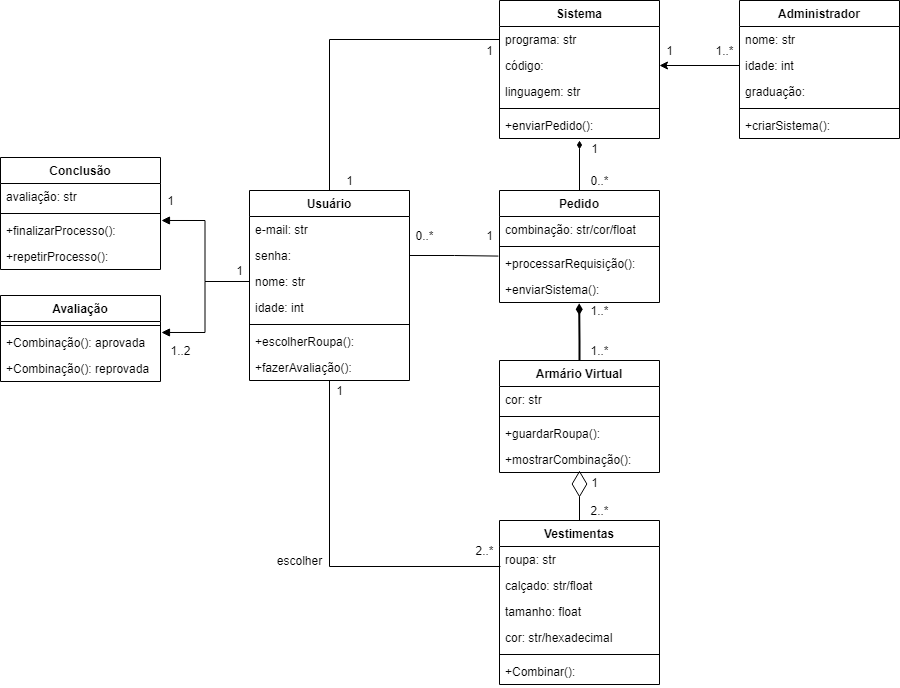 Sistema
programa: str
código:
linguagem: str
+enviarPedido():
Administrador
nome: str
idade: int
graduação:
+criarSistema():
1
1..*
1
1
1
0..*
Conclusão
avaliação: str
+finalizarProcesso():
+repetirProcesso():
1
Avaliação
+Combinação(): aprovada
+Combinação(): reprovada
1..2
1
Usuário
e-mail: str
senha:
nome: str
idade: int
+escolherRoupa():
+fazerAvaliação():
0..*
1
1
Pedido
combinação: str/cor/float
+processarRequisição():
+enviarSistema():
1..*
1..*
Armário Virtual
cor: str
+guardarRoupa():
+mostrarCombinação():
1
2..*
escolher
2..*
Vestimentas
roupa: str
calçado: str/float
tamanho: float
cor: str/hexadecimal
+Combinar():